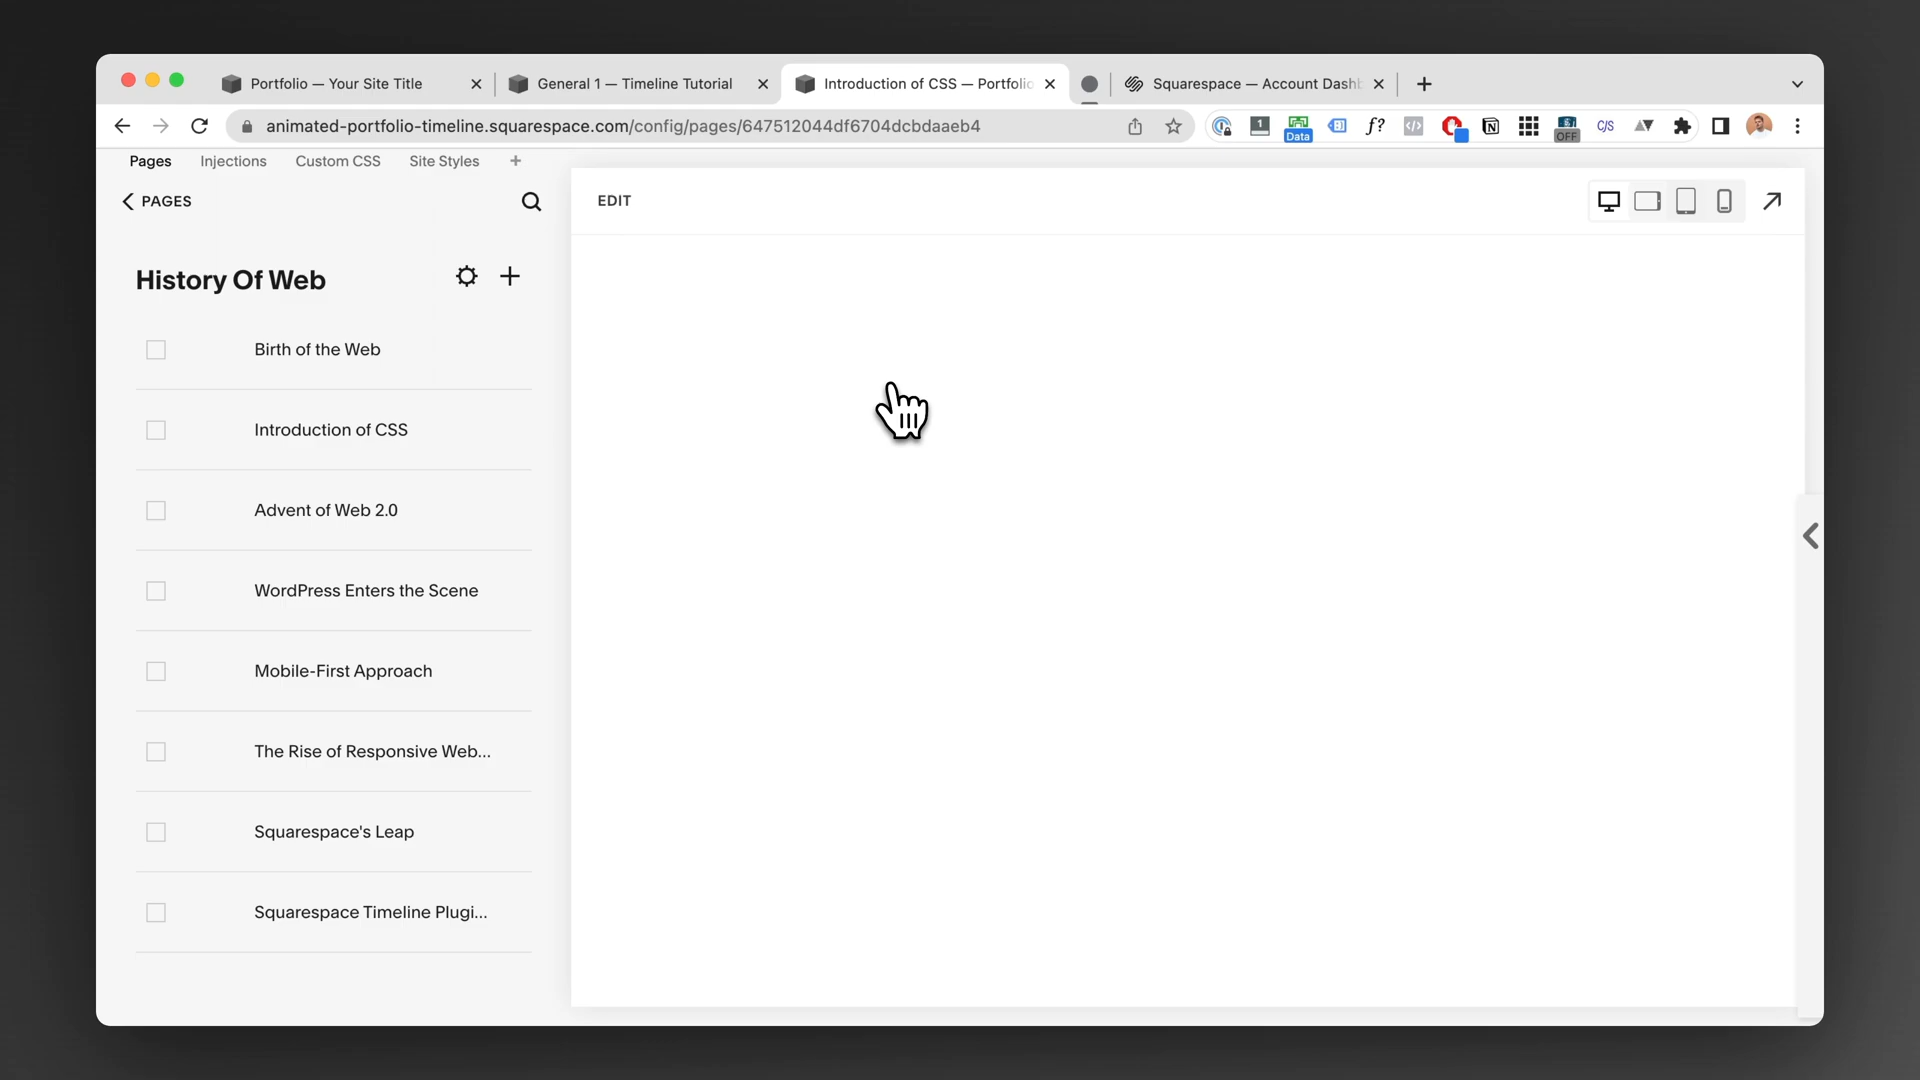 Portfolio — Your Site Title
General 1 — Timeline Tutorial
Introduction of CSS — Portfolio
Squarespace — Account Dashb
animated-portfolio-timeline.squarespace.com/config/pages/647512044df6704dcbdaaeb4
1
Data
f?
OFF
C/S
Pages
Injections
Custom CSS
Site Styles
PAGES
EDIT
History Of Web
Birth of the Web
Introduction of CSS
Advent of Web 2.0
WordPress Enters the Scene
Mobile-First Approach
The Rise of Responsive Web...
Squarespace's Leap
Squarespace Timeline Plugi...